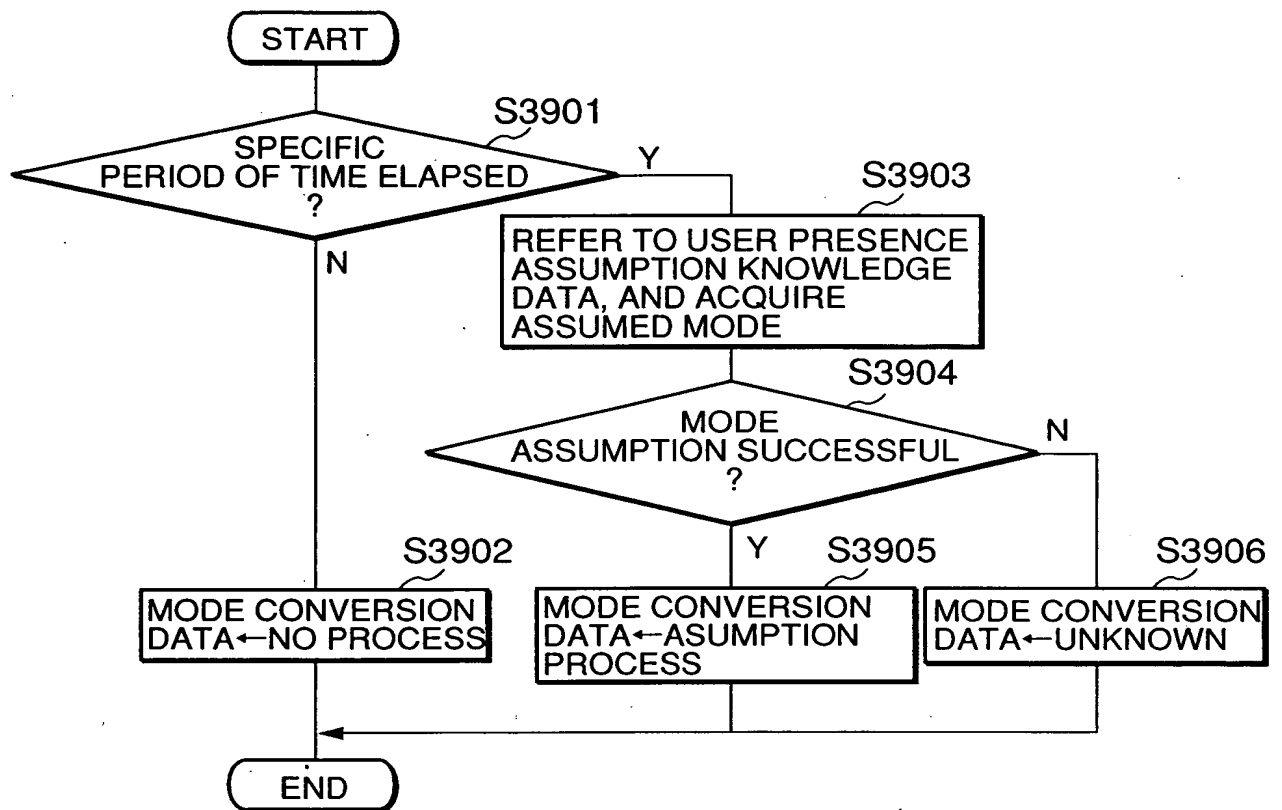 START
S3901
SPECIFIC
PERIOD OF TIME ELAPSED
?
Y
N
S3903
REFER TO USER PRESENCE
ASSUMPTION KNOWLEDGE
DATA, AND ACQUIRE
ASSUMED MODE
S3904
MODE
ASSUMPTION SUCCESSFUL
?
N
Y
S3902
MODE CONVERSION
DATA←NO PROCESS
S3905
MODE CONVERSION
DATA←ASUMPTION
PROCESS
S3906
MODE CONVERSION
DATA←UNKNOWN
END